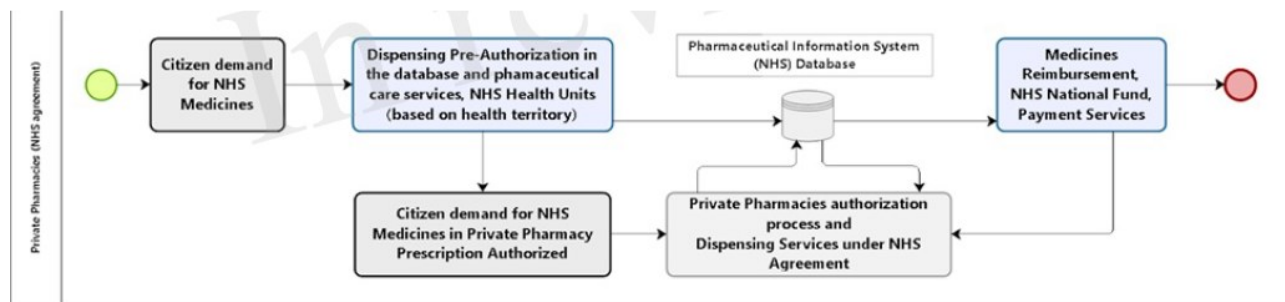 Private Pharmacies (NHS agreement)
Citizen demand
for NHS
Medicines
Dispensing Pre-Authorization in
the database and phamaceutical
care services, NHS Health Units
(based on health territory)
Pharmaceutical Information System
(NHS) Database
Medicines
Reimbursement,
NHS National Fund,
Payment Services
Citizen demand for NHS
Medicines in Private Pharmacy
Prescription Authorized
Private Pharmacies authorization
process and
Dispensing Services under NHS
Agreement